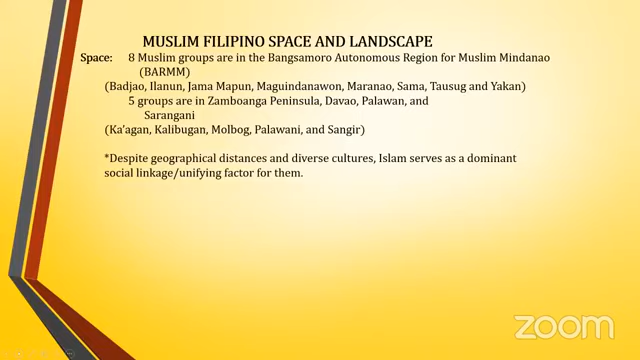 MUSLIM FILIPINO SPACE AND LANDSCAPE
Space: 8 Muslim groups are in the Bangsamoro Autonomous Region for Muslim Mindanao
(BARMM)
(Badjao, Ilanun, Jama Mapun, Maguindanawon, Maranao, Sama, Tausug and Yakan)
5 groups are in Zamboanga Peninsula, Davao, Palawan, and
Sarangani
(Ka'agan, Kalibugan, Molbog, Palawani, and Sangir)
*Despite geographical distances and diverse cultures, Islam serves as a dominant
social linkage/unifying factor for them.
zoom